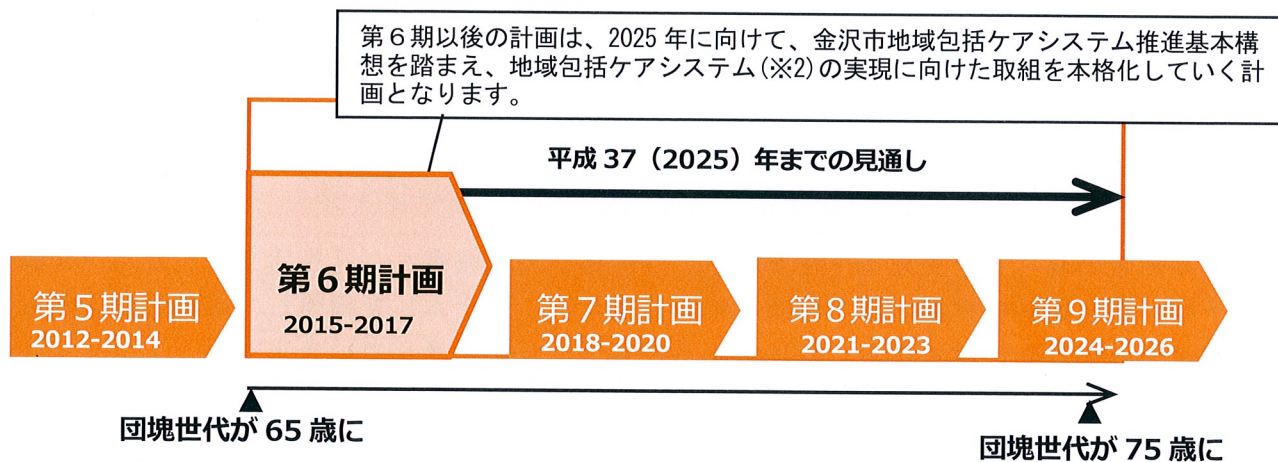 第６期以後の計画は、2025 年に向けて、金沢市地域包括ケアシステム推進基本構
想を踏まえ、地域包括ケアシステム(※2)の実現に向けた取組を本格化していく計
画となります。
平成 37（2025）年までの見通し
第５期計画
2012-2014
第６期計画
2015-2017
第７期計画
2018-2020
第８期計画
2021-2023
第９期計画
2024-2026
団塊世代が 65 歳に
団塊世代が 75 歳に